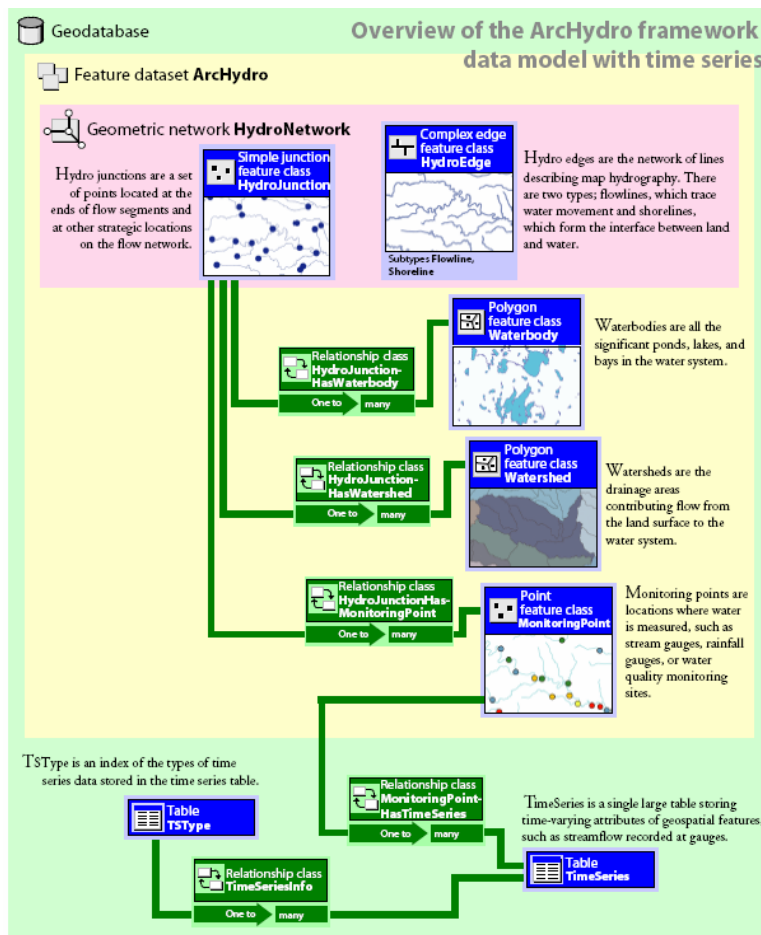 Geodatabase
Overview of the ArcHydro framework
data model with time series
Feature dataset ArcHydro
Geometric network HydroNetwork
Hydro junctions are a set
of points located at the
ends of flow segments and
at other strategic locations
on the flow network.
Simple junction
feature class
HydroJunction
Complex edge
feature class
HydroEdge
Subtypes Flowline,
Shoreline
Hydro edges are the network of lines
describing map hydrography. There
are two types; flowlines, which trace
water movement and shorelines,
which form the interface between land
and water.
Relationship class
HydroJunction-
HasWaterbody
One to
many
Polygon
feature class
Waterbody
Waterbodies are all the
significant ponds, lakes, and
bays in the water system.
Relationship class
HydroJunction-
HasWatershed
One to
many
Polygon
feature class
Watershed
Watersheds are the
drainage areas
contributing flow from
the land surface to the
water system.
Relationship class
HydroJunctionHas-
MonitoringPoint
One to
many
Point
feature class
MonitoringPoint
Monitoring points are
locations where water
is measured, such as
stream gauges, rainfall
gauges, or water
quality monitoring
sites.
TSType is an index of the types of time
series data stored in the time series table.
Table
TSType
Relationship class
MonitoringPoint-
HasTimeSeries
One to
many
TimeSeries is a single large table storing
time-varying attributes of geospatial features,
such as streamflow recorded at gauges.
Table
TimeSeries
Relationship class
TimeSeriesInfo
One to
many